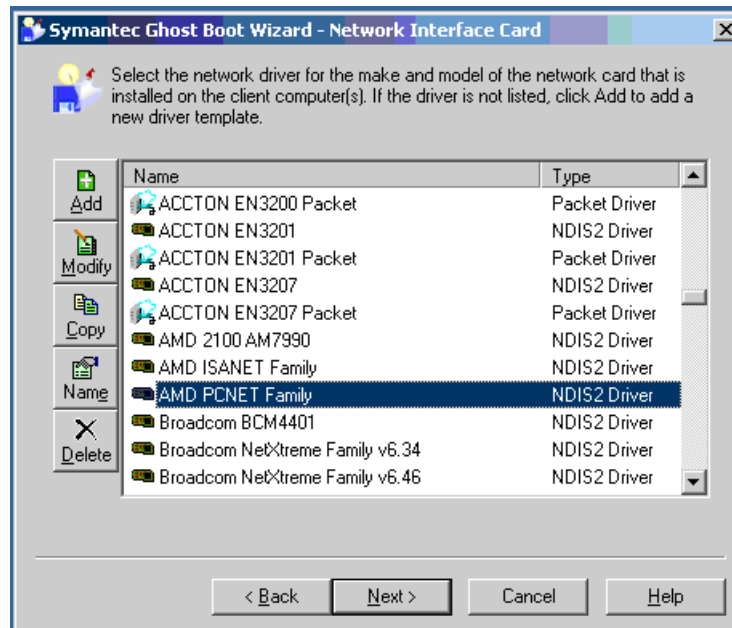 Symantec Ghost Boot Wizard - Network Interface Card
Select the network driver for the make and model of the network card that is
installed on the client computer(s). If the driver is not listed, click Add to add a
new driver template.
Add
Modify
Copy
Name
Delete
Name Type
ACCTON EN3200 Packet Packet Driver
ACCTON EN3201 NDIS2 Driver
ACCTON EN3201 Packet Packet Driver
ACCTON EN3207 NDIS2 Driver
ACCTON EN3207 Packet Packet Driver
AMD 2100 AM7990 NDIS2 Driver
AMD ISANET Family NDIS2 Driver
AMD PCNET Family NDIS2 Driver
Broadcom BCM4401 NDIS2 Driver
Broadcom NetXtreme Family v6.34 NDIS2 Driver
Broadcom NetXtreme Family v6.46 NDIS2 Driver
< Back Next > Cancel Help